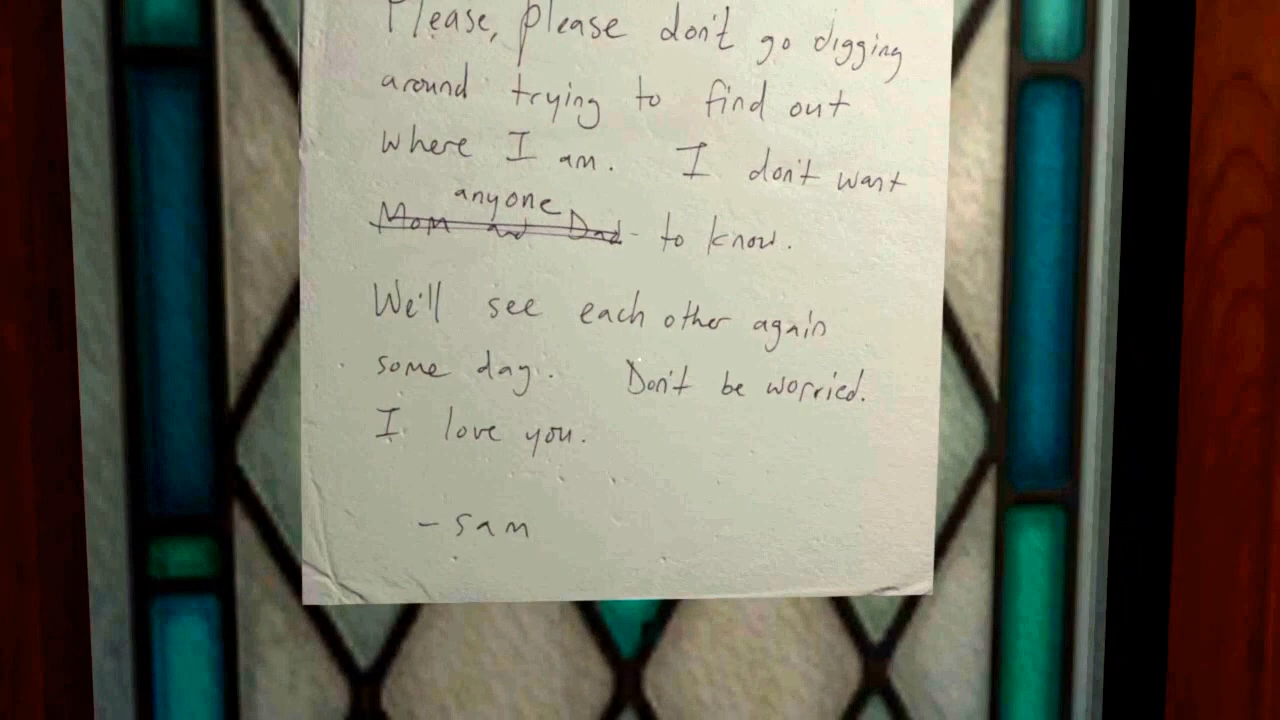 Please, please don't go digging
around trying to find out
where I am. I don't want
anyone
Mom and Dad to know.
We'll see each other again
some day. Don't be worried.
I love you.
- Sam